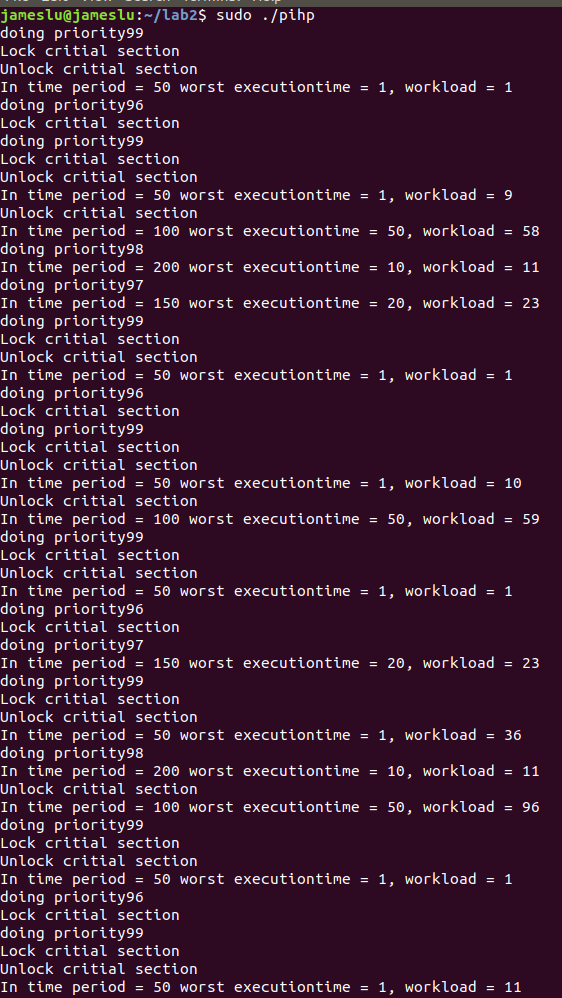 jameslu@jameslu:~/lab2$ sudo ./pihp
doing priority99
Lock critial section
Unlock critial section
In time period = 50 worst executiontime = 1, workload = 1
doing priority96
Lock critial section
doing priority99
Lock critial section
Unlock critial section
In time period = 50 worst executiontime = 1, workload = 9
Unlock critial section
In time period = 100 worst executiontime = 50, workload = 58
doing priority98
In time period = 200 worst executiontime = 10, workload = 11
doing priority97
In time period = 150 worst executiontime = 20, workload = 23
doing priority99
Lock critial section
Unlock critial section
In time period = 50 worst executiontime = 1, workload = 1
doing priority96
Lock critial section
doing priority99
Lock critial section
Unlock critial section
In time period = 50 worst executiontime = 1, workload = 10
Unlock critial section
In time period = 100 worst executiontime = 50, workload = 59
doing priority99
Lock critial section
Unlock critial section
In time period = 50 worst executiontime = 1, workload = 1
doing priority96
Lock critial section
doing priority97
In time period = 150 worst executiontime = 20, workload = 23
doing priority99
Lock critial section
Unlock critial section
In time period = 50 worst executiontime = 1, workload = 36
doing priority98
In time period = 200 worst executiontime = 10, workload = 11
Unlock critial section
In time period = 100 worst executiontime = 50, workload = 96
doing priority99
Lock critial section
Unlock critial section
In time period = 50 worst executiontime = 1, workload = 1
doing priority96
Lock critial section
doing priority99
Lock critial section
Unlock critial section
In time period = 50 worst executiontime = 1, workload = 11